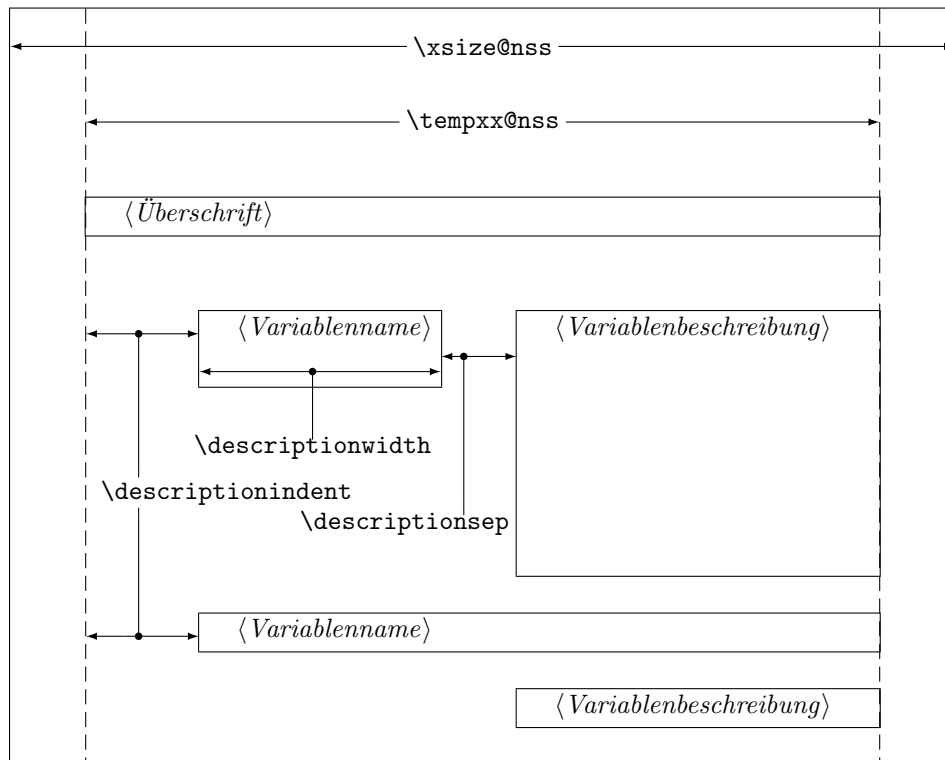 \xsize@nss
\tempxx@nss
⟨Überschrift⟩
⟨Variablenname⟩ ⟨Variablenbeschreibung⟩
\descriptionwidth
\descriptionindent
\descriptionsep
⟨Variablenname⟩
⟨Variablenbeschreibung⟩